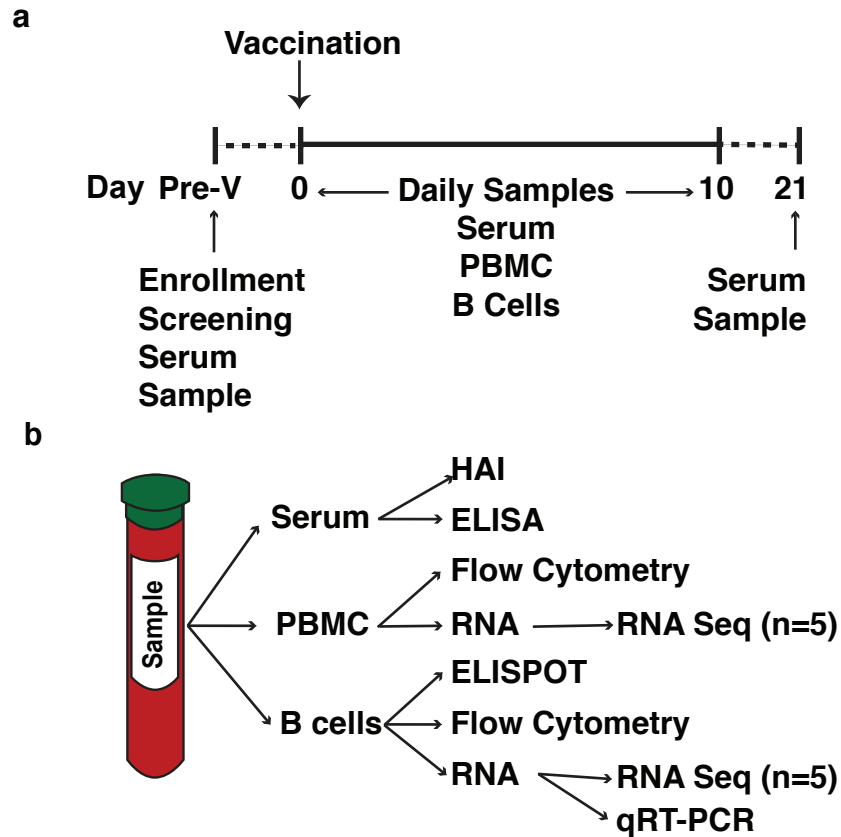 a
Vaccination
Day Pre-V 0 Daily Samples 10 21
Serum
PBMC
B Cells
Enrollment
Screening
Serum
Sample
Serum
Sample
b
Sample
Serum
HAI
ELISA
PBMC
Flow Cytometry
RNA
RNA Seq (n=5)
B cells
ELISPOT
Flow Cytometry
RNA
RNA Seq (n=5)
qRT-PCR